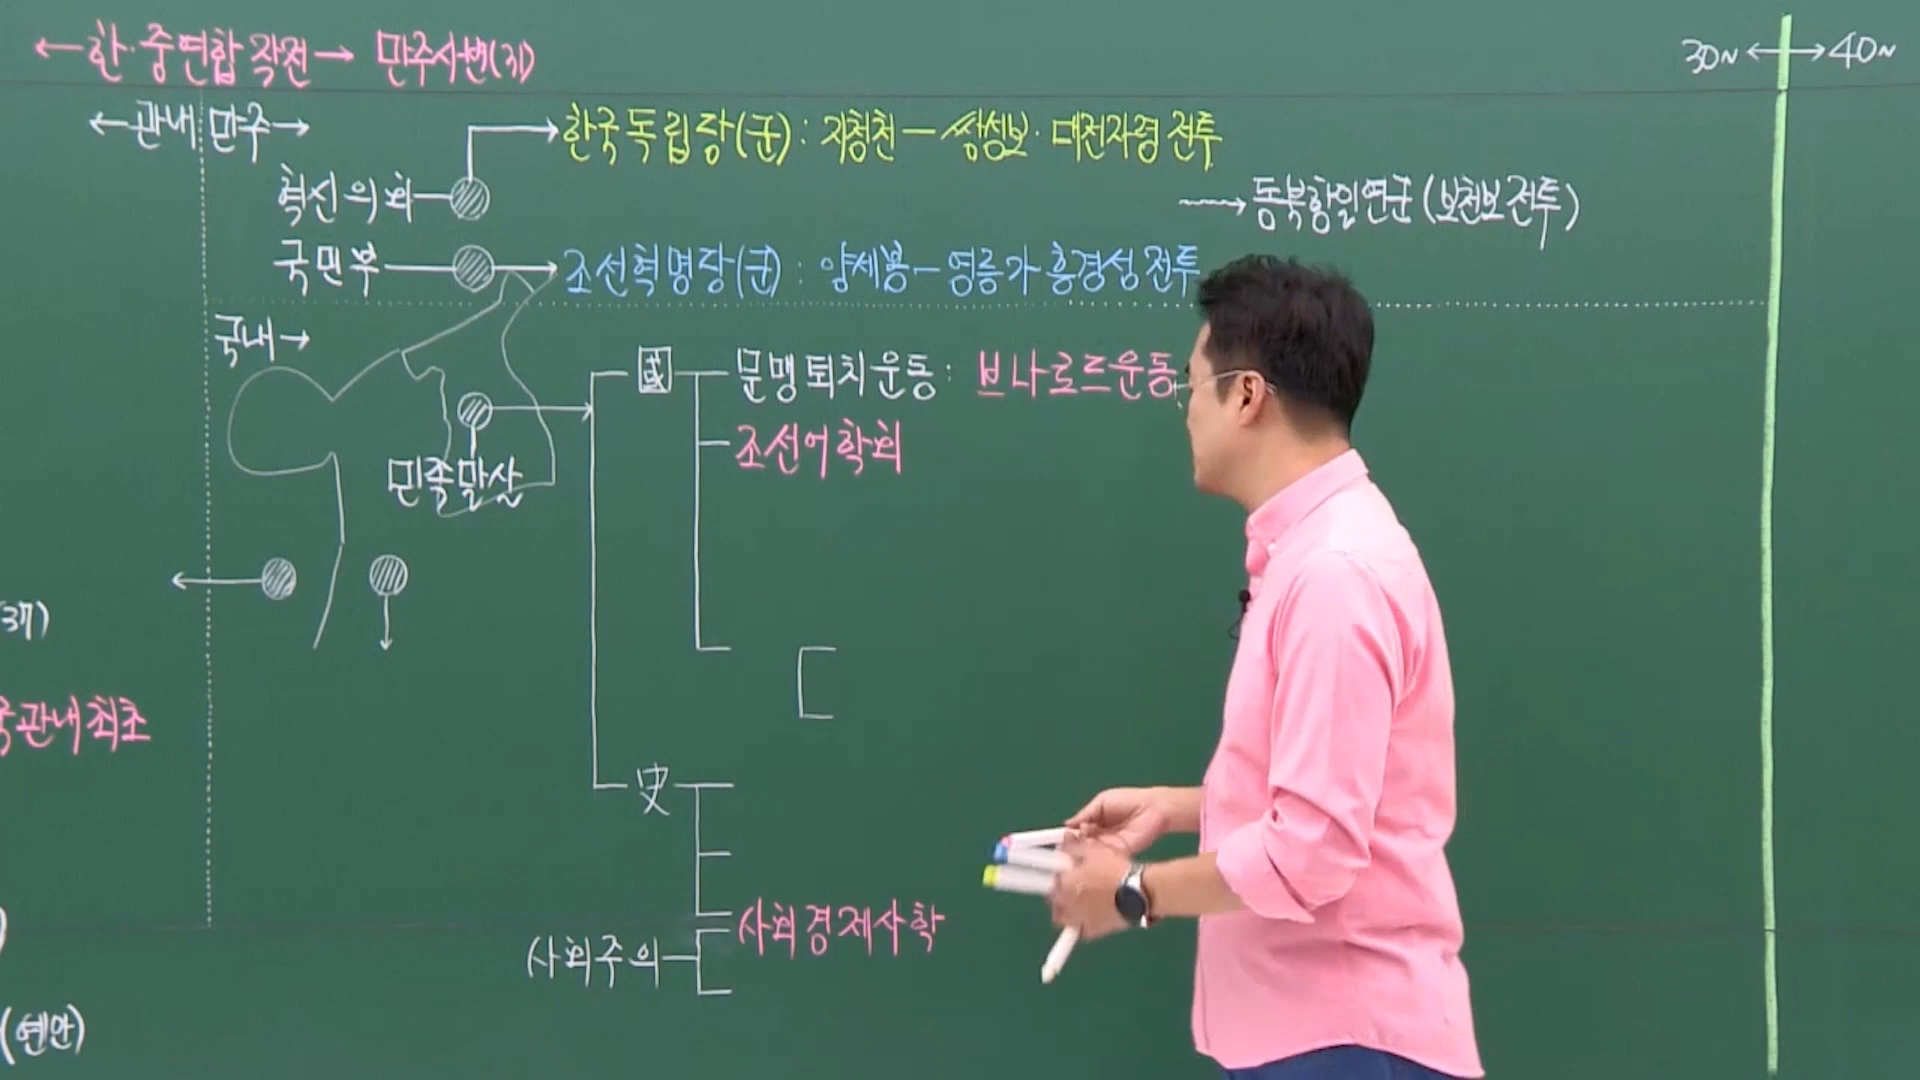 ←한·중연합작전→ 만주사변(31)
30N ←→ 40N
←관내 만주→
한국독립당(군) : 지청천 ─ 쌍성보·대전자령 전투
혁신의회
→ 동북항일연군 (보천보전투)
국민부
조선혁명당(군) : 양세봉 ─ 영릉가 흥경성 전투
국내→
國 문맹퇴치운동 : 브나로드운동
조선어학회
민족말살
(37)
관내최초
史
사회경제사학
사회주의
(옌안)